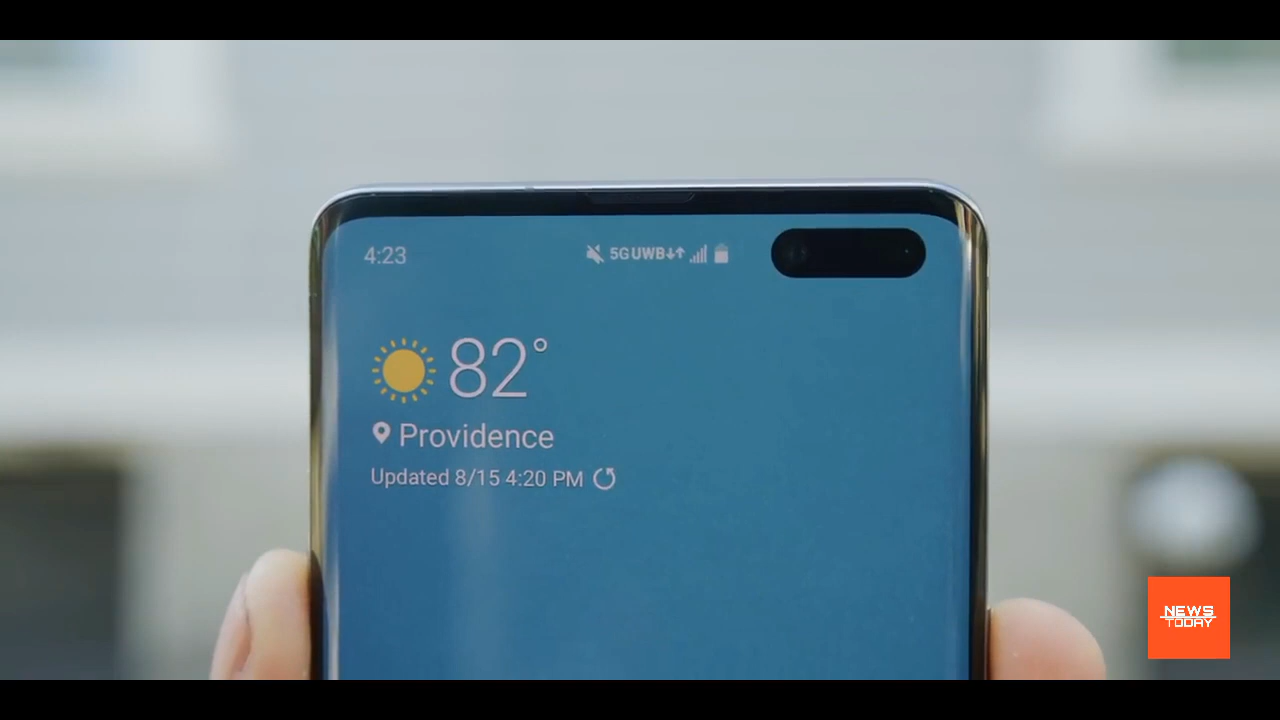 4:23
5GUWB
82°
Providence
Updated 8/15 4:20 PM
NEWS
TODAY